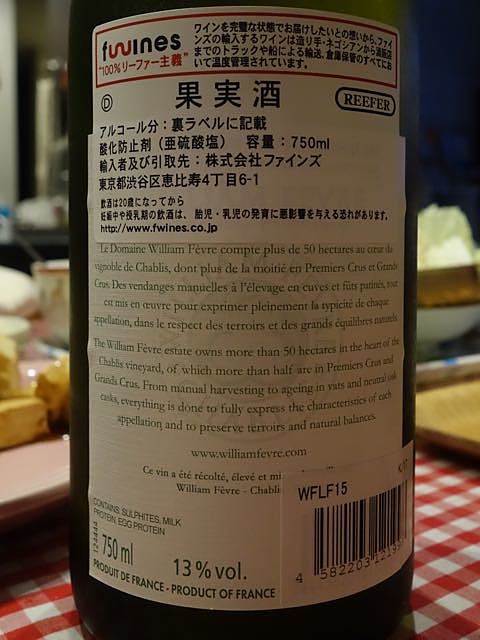 fwines
"100%リーファー主義"
ワインを完璧な状態でお届けしたいとの想いから、ファイ
ンズの輸入するワインは造り手・ネゴシアンから酒販店
までのトラックや船による輸送、倉庫保管のすべてにお
いて温度管理されています。
D
果実酒
REEFER
アルコール分：裏ラベルに記載
酸化防止剤（亜硫酸塩） 容量：750ml
輸入者及び引取先：株式会社ファインズ
東京都渋谷区恵比寿4丁目6-1
飲酒は20歳になってから
妊娠中や授乳期の飲酒は、胎児・乳児の発育に悪影響を与える恐れがあります。
http://www.fwines.co.jp
Le Domaine William Fèvre compte plus de 50 hectares au cœur du
vignoble de Chablis, dont plus de la moitié en Premiers Crus et Grands
Crus. Des vendanges manuelles à l'élevage en cuves et fûts patinés, tout
est mis en œuvre pour exprimer pleinement la typicité de chaque
appellation, dans le respect des terroirs et des grands équilibres naturels.
The William Fèvre estate owns more than 50 hectares in the heart of the
Chablis vineyard, of which more than half are in Premiers Crus and
Grands Crus. From manual harvesting to ageing in vats and neutral oak
casks, everything is done to fully express the characteristics of each
appellation and to preserve terroirs and natural balances.
www.williamfevre.com
Ce vin a été récolté, élevé et mis
William Fèvre - Chablis
WFLF15
CONTAINS, SULPHITES, MILK
PROTEIN, EGG PROTEIN
750 ml
13% vol.
PRODUIT DE FRANCE - PRODUCT OF FRANCE